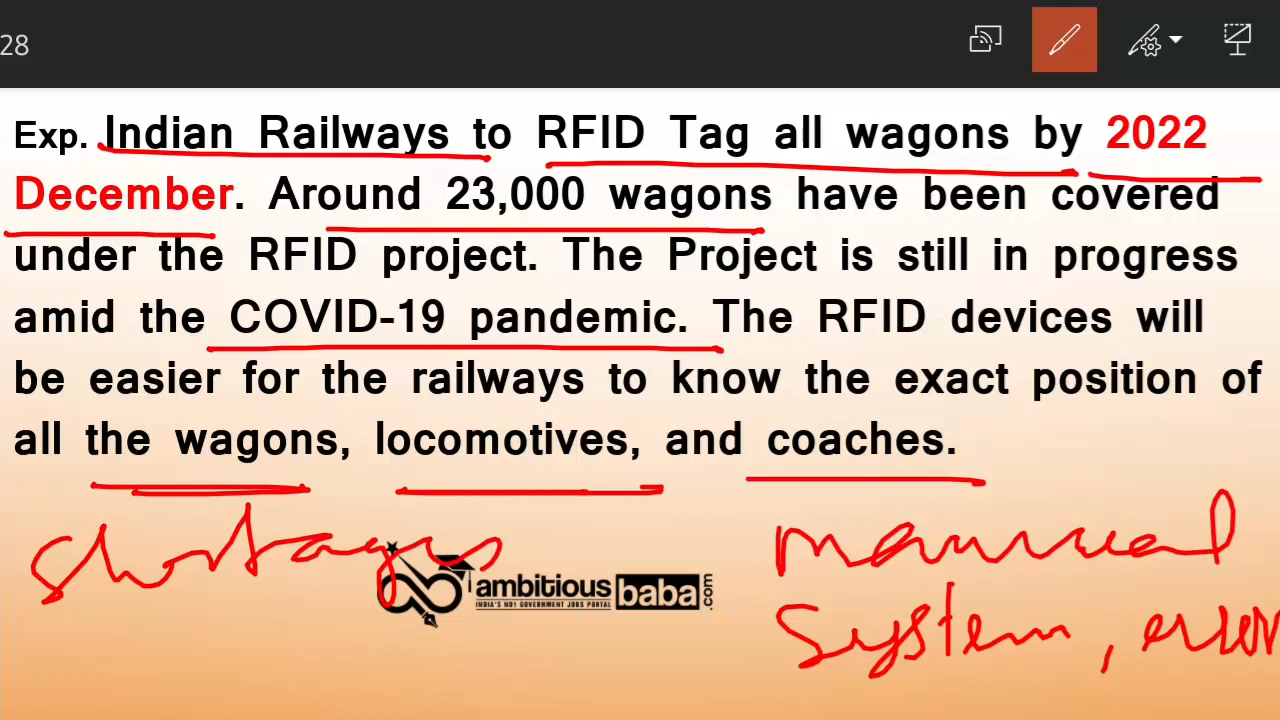 28
Exp. Indian Railways to RFID Tag all wagons by 2022
December. Around 23,000 wagons have been covered
under the RFID project. The Project is still in progress
amid the COVID-19 pandemic. The RFID devices will
be easier for the railways to know the exact position of
all the wagons, locomotives, and coaches.
shortages manual
ambitious baba .com
INDIA'S NO1 GOVERNMENT JOBS PORTAL
system, error